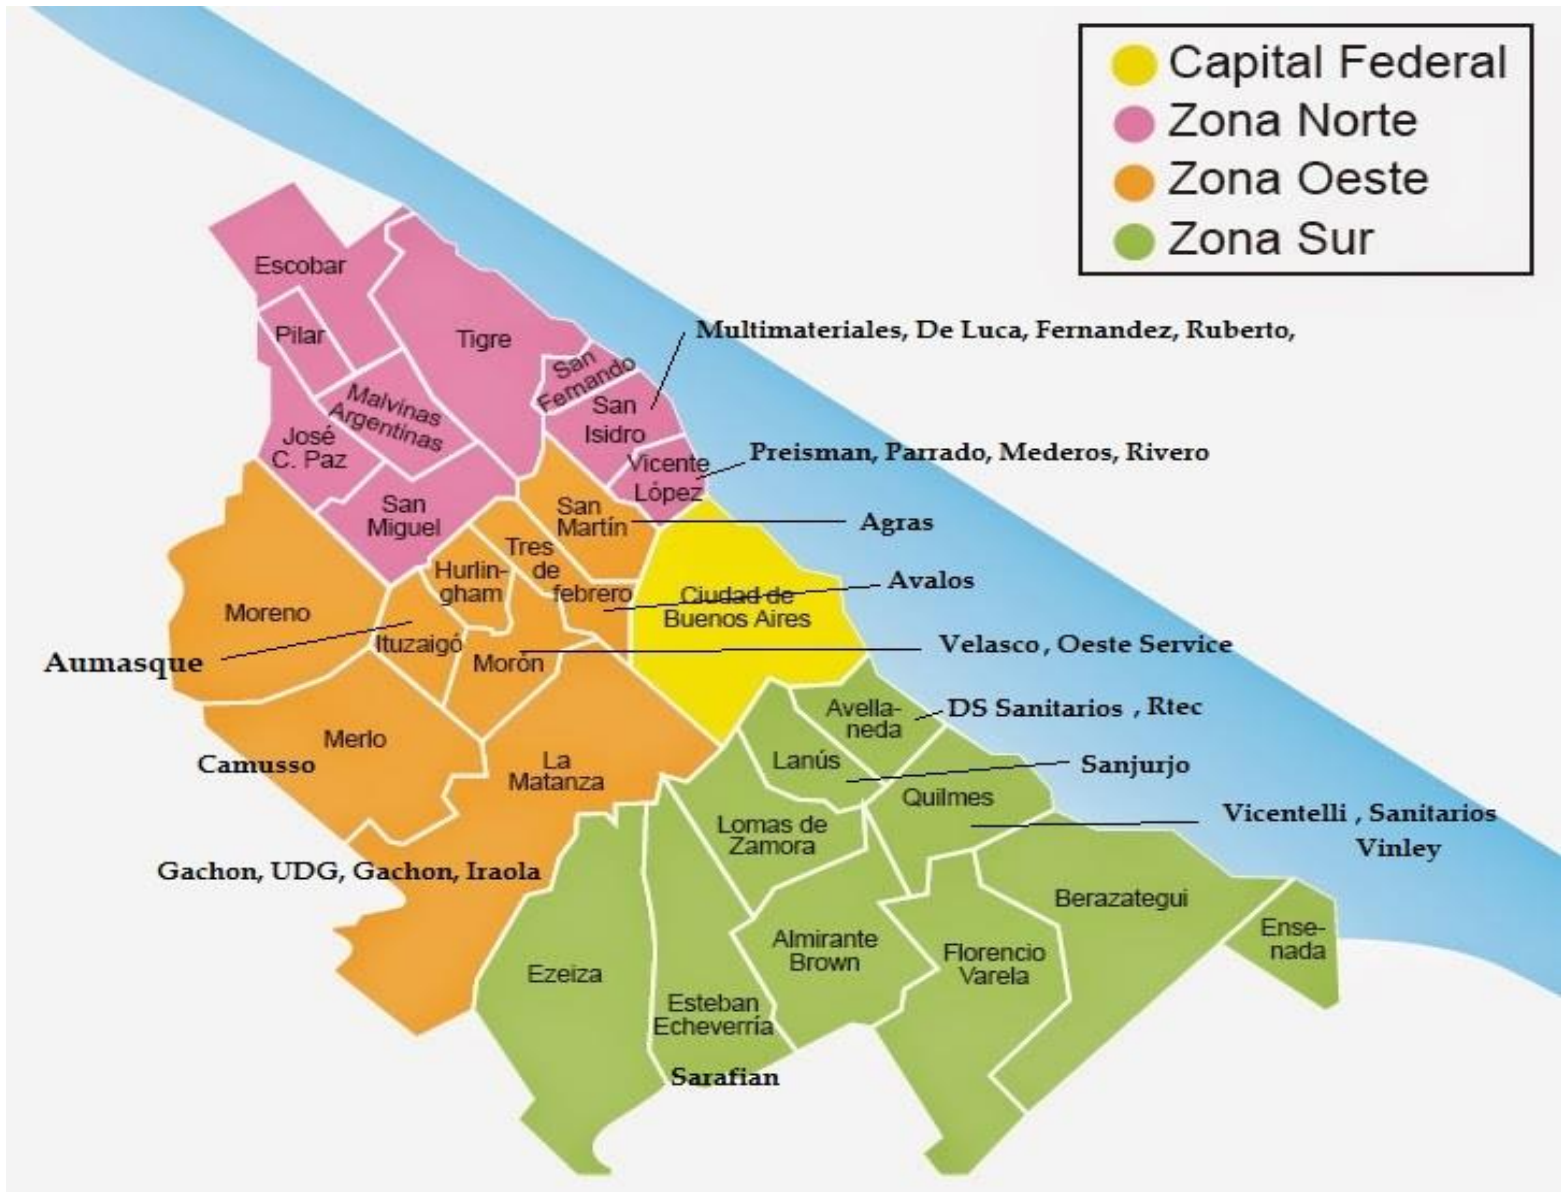 Capital Federal
Zona Norte
Zona Oeste
Zona Sur
Escobar
Pilar
Tigre
Multimateriales, De Luca, Fernandez, Ruberto,
San
Fernando
Malvinas
Argentinas
San
Isidro
José
C. Paz
Vicente
López
Preisman, Parrado, Mederos, Rivero
San
Miguel
San
Martín
Agras
Tres
de
febrero
Hurlin-
gham
Avalos
Ciudad de
Buenos Aires
Moreno
Ituzaigó
Aumasque
Morón
Velasco, Oeste Service
Avella-
neda
DS Sanitarios , Rtec
Merlo
Camusso
La
Matanza
Lanús
Sanjurjo
Quilmes
Vicentelli , Sanitarios
Vinley
Lomas de
Zamora
Gachon, UDG, Gachon, Iraola
Berazategui
Ense-
nada
Almirante
Brown
Florencio
Varela
Ezeiza
Esteban
Echeverría
Sarafian